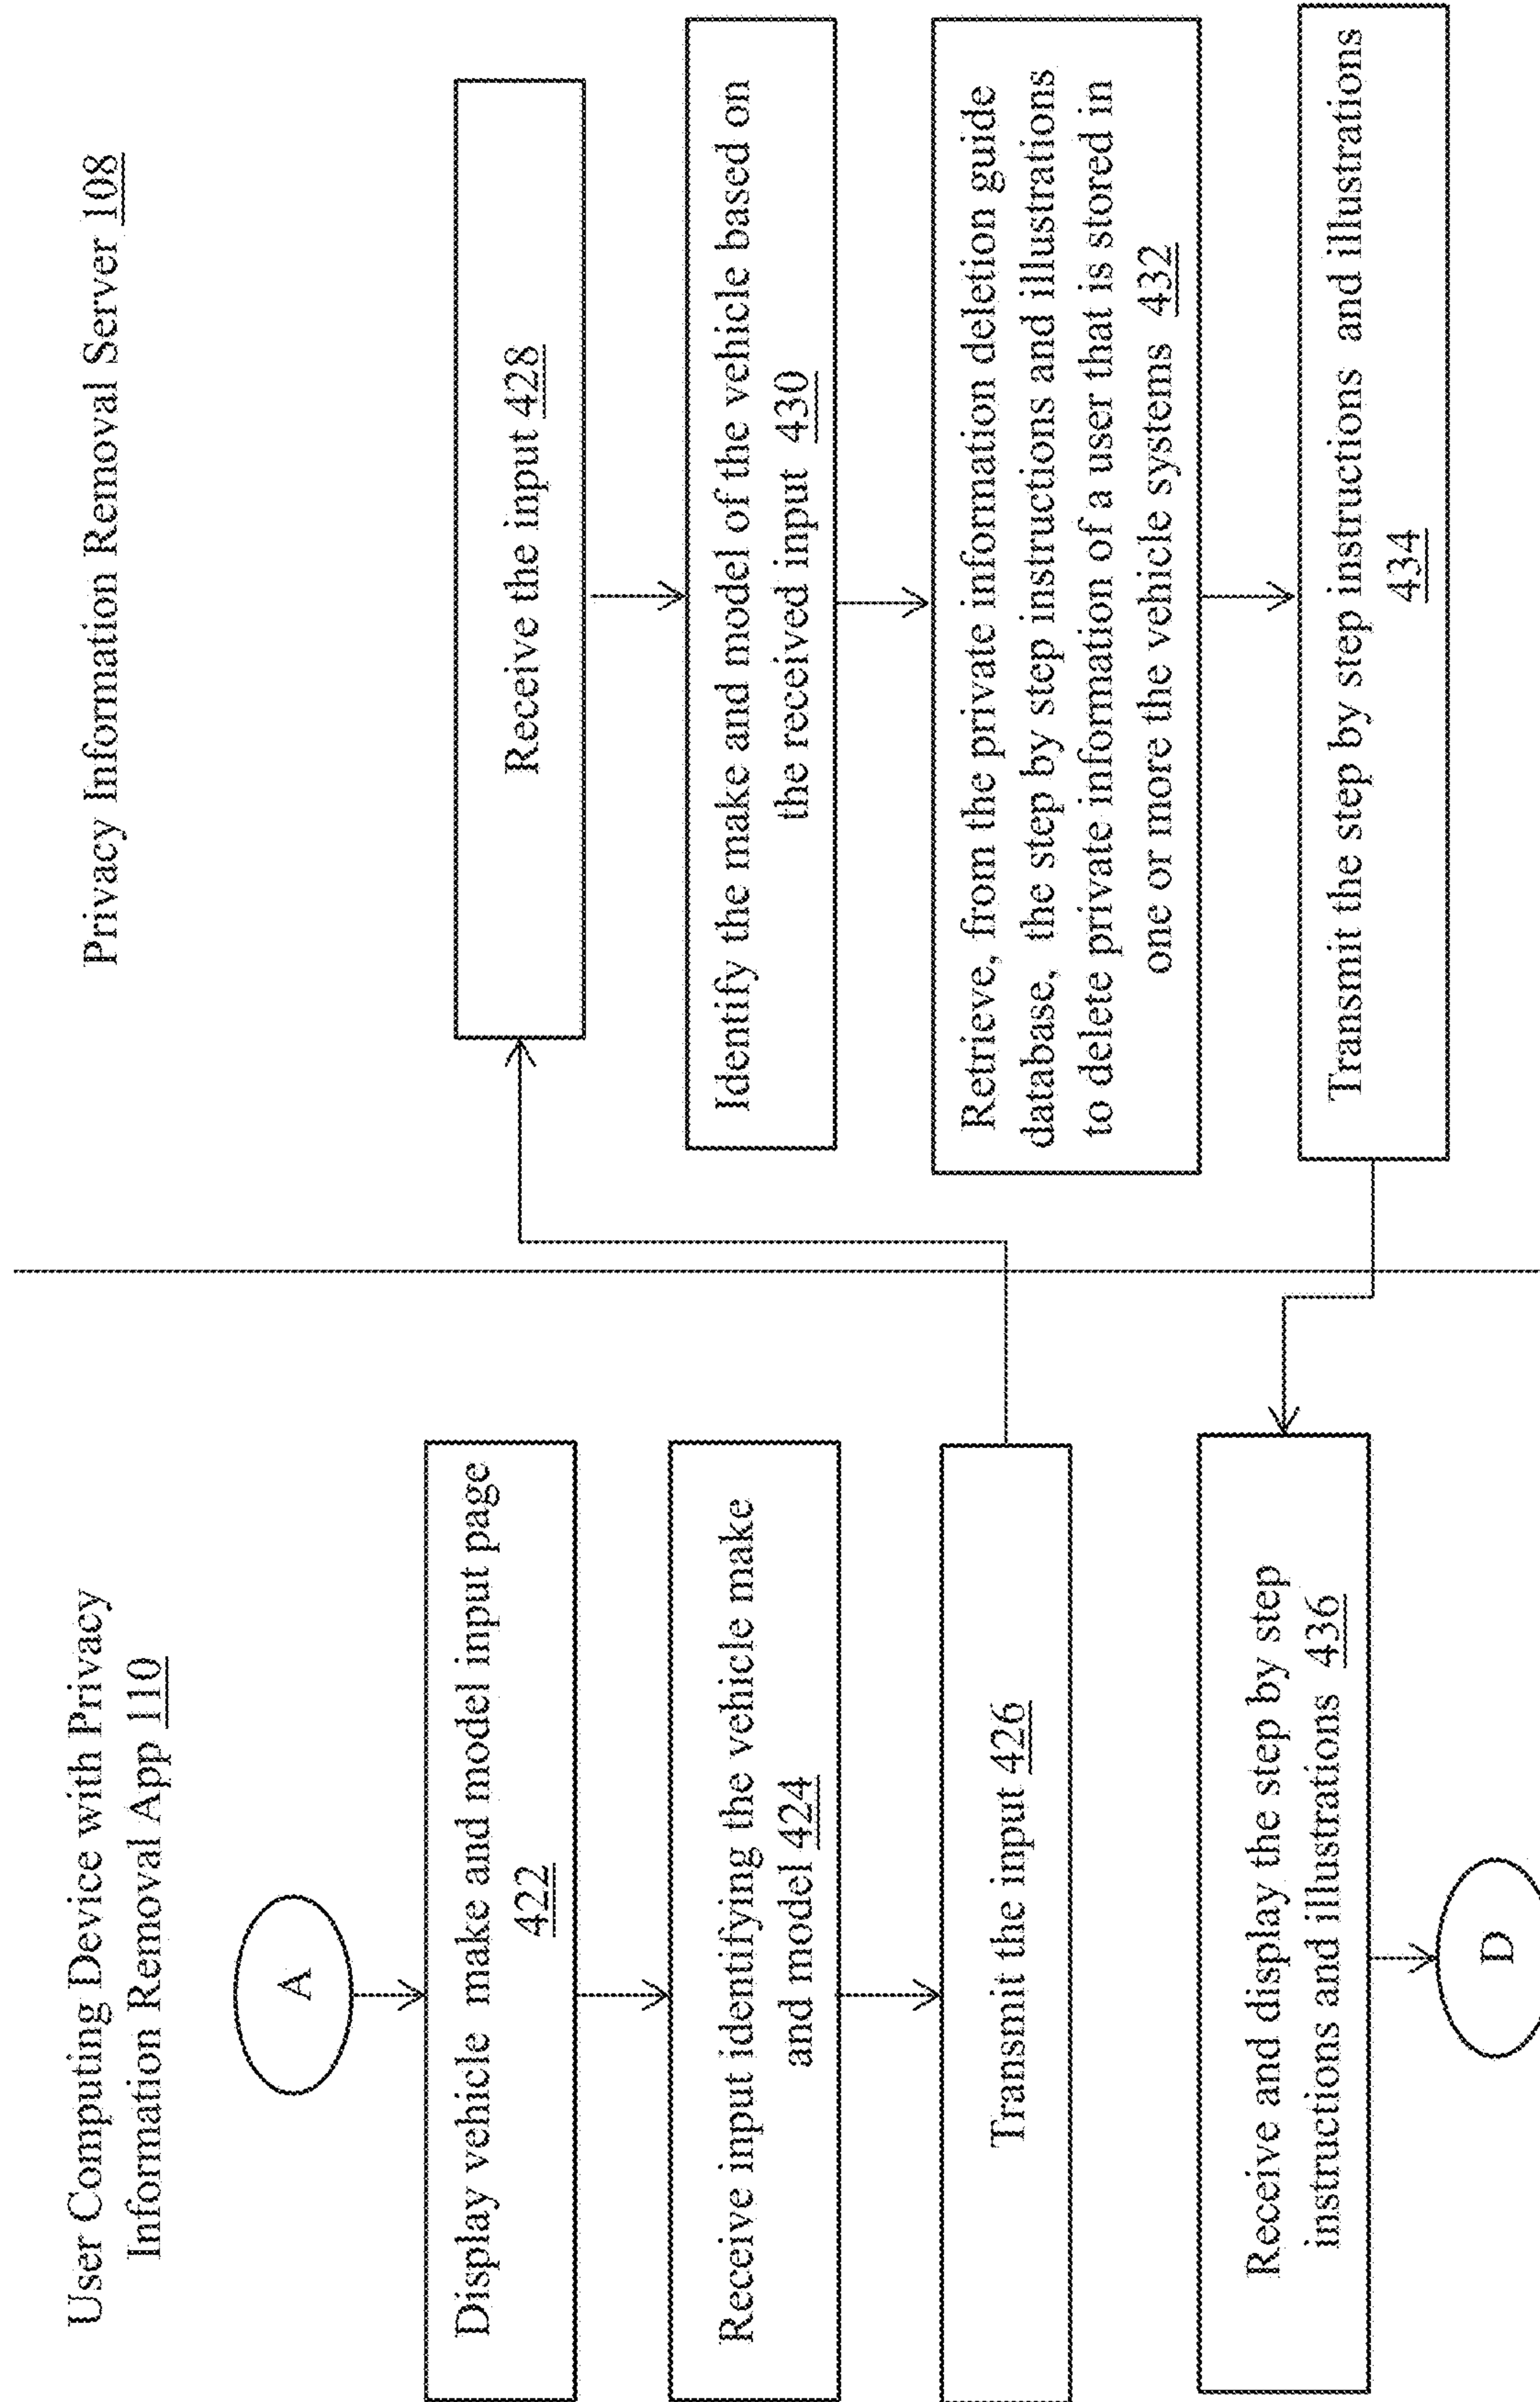 User Computing Device with Privacy
Information Removal App 110
A
Display vehicle make and model input page
422
Receive input identifying the vehicle make
and model 424
Transmit the input 426
Receive and display the step by step
instructions and illustrations 436
D
Privacy Information Removal Server 108
Receive the input 428
Identify the make and model of the vehicle based on
the received input 430
Retrieve, from the private information deletion guide
database, the step by step instructions and illustrations
to delete private information of a user that is stored in
one or more the vehicle systems 432
Transmit the step by step instructions and illustrations
434